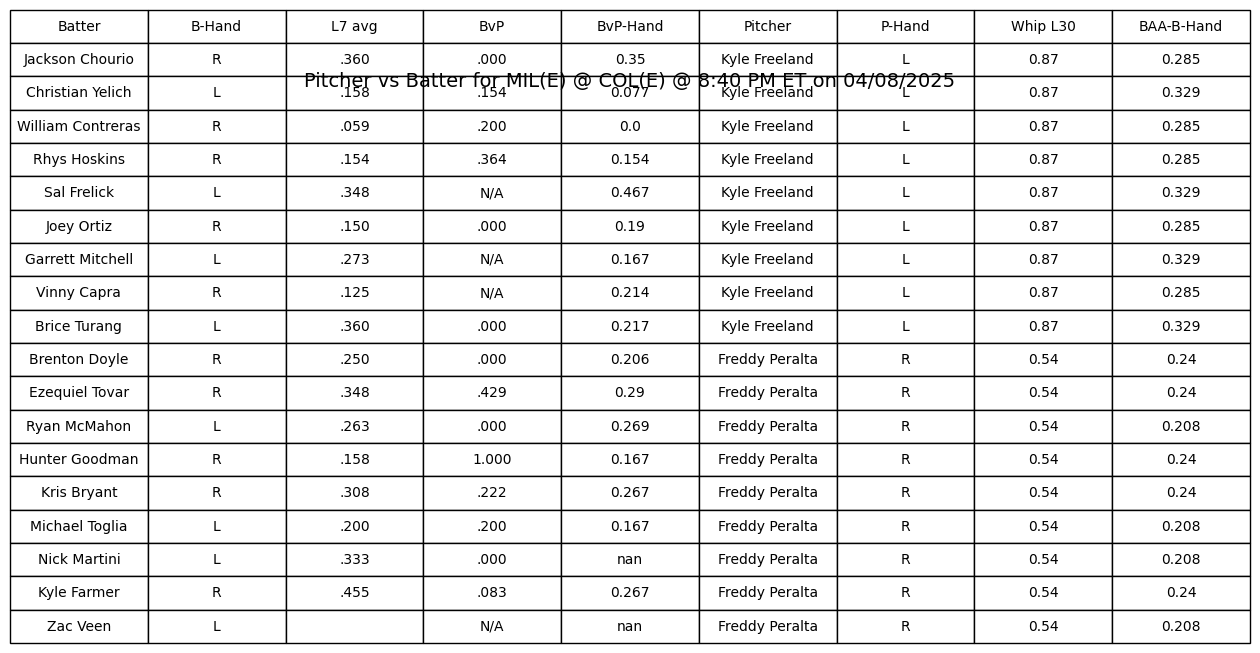 Batter B-Hand L7 avg BvP BvP-Hand Pitcher P-Hand Whip L30 BAA-B-Hand
Jackson Chourio R .360 .000 0.35 Kyle Freeland L 0.87 0.285
Pitcher vs Batter for MIL(E) @ COL(E) @ 8:40 PM ET on 04/08/2025
Christian Yelich L .158 .154 0.077 Kyle Freeland L 0.87 0.329
William Contreras R .059 .200 0.0 Kyle Freeland L 0.87 0.285
Rhys Hoskins R .154 .364 0.154 Kyle Freeland L 0.87 0.285
Sal Frelick L .348 N/A 0.467 Kyle Freeland L 0.87 0.329
Joey Ortiz R .150 .000 0.19 Kyle Freeland L 0.87 0.285
Garrett Mitchell L .273 N/A 0.167 Kyle Freeland L 0.87 0.329
Vinny Capra R .125 N/A 0.214 Kyle Freeland L 0.87 0.285
Brice Turang L .360 .000 0.217 Kyle Freeland L 0.87 0.329
Brenton Doyle R .250 .000 0.206 Freddy Peralta R 0.54 0.24
Ezequiel Tovar R .348 .429 0.29 Freddy Peralta R 0.54 0.24
Ryan McMahon L .263 .000 0.269 Freddy Peralta R 0.54 0.208
Hunter Goodman R .158 1.000 0.167 Freddy Peralta R 0.54 0.24
Kris Bryant R .308 .222 0.267 Freddy Peralta R 0.54 0.24
Michael Toglia L .200 .200 0.167 Freddy Peralta R 0.54 0.208
Nick Martini L .333 .000 nan Freddy Peralta R 0.54 0.208
Kyle Farmer R .455 .083 0.267 Freddy Peralta R 0.54 0.24
Zac Veen L N/A nan Freddy Peralta R 0.54 0.208